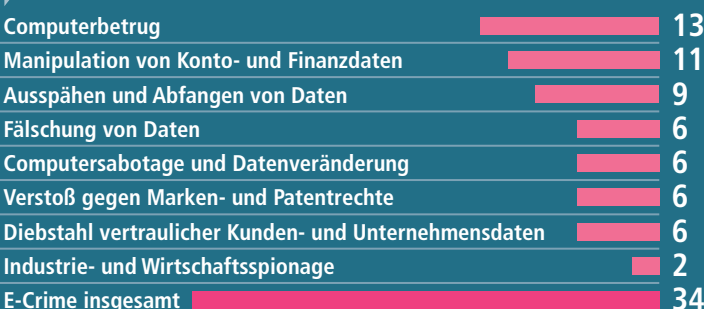 Computerbetrug 13
Manipulation von Konto- und Finanzdaten 11
Ausspähen und Abfangen von Daten 9
Fälschung von Daten 6
Computersabotage und Datenveränderung 6
Verstoß gegen Marken- und Patentrechte 6
Diebstahl vertraulicher Kunden- und Unternehmensdaten 6
Industrie- und Wirtschaftsspionage 2
E-Crime insgesamt 34